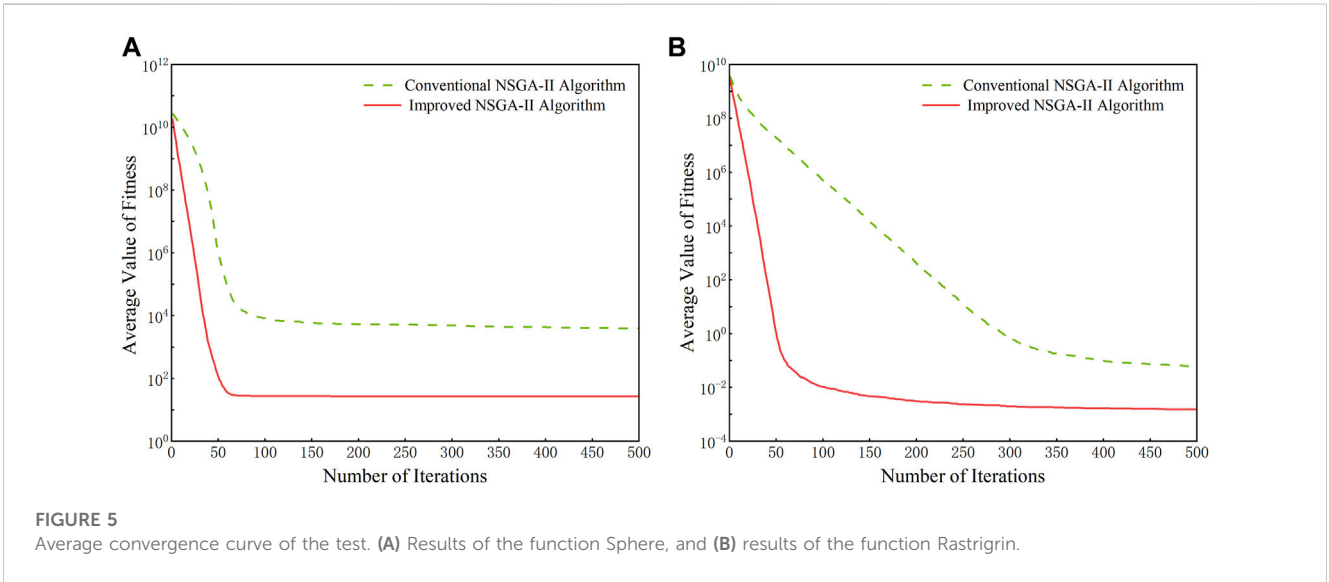 A
10^12
10^10
10^8
10^6
10^4
10^2
10^0
Average Value of Fitness
Conventional NSGA-II Algorithm
Improved NSGA-II Algorithm
0 50 100 150 200 250 300 350 400 450 500
Number of Iterations
B
10^10
10^8
10^6
10^4
10^2
10^0
10^-2
10^-4
Average Value of Fitness
Conventional NSGA-II Algorithm
Improved NSGA-II Algorithm
0 50 100 150 200 250 300 350 400 450 500
Number of Iterations
FIGURE 5
Average convergence curve of the test. (A) Results of the function Sphere, and (B) results of the function Rastrigrin.